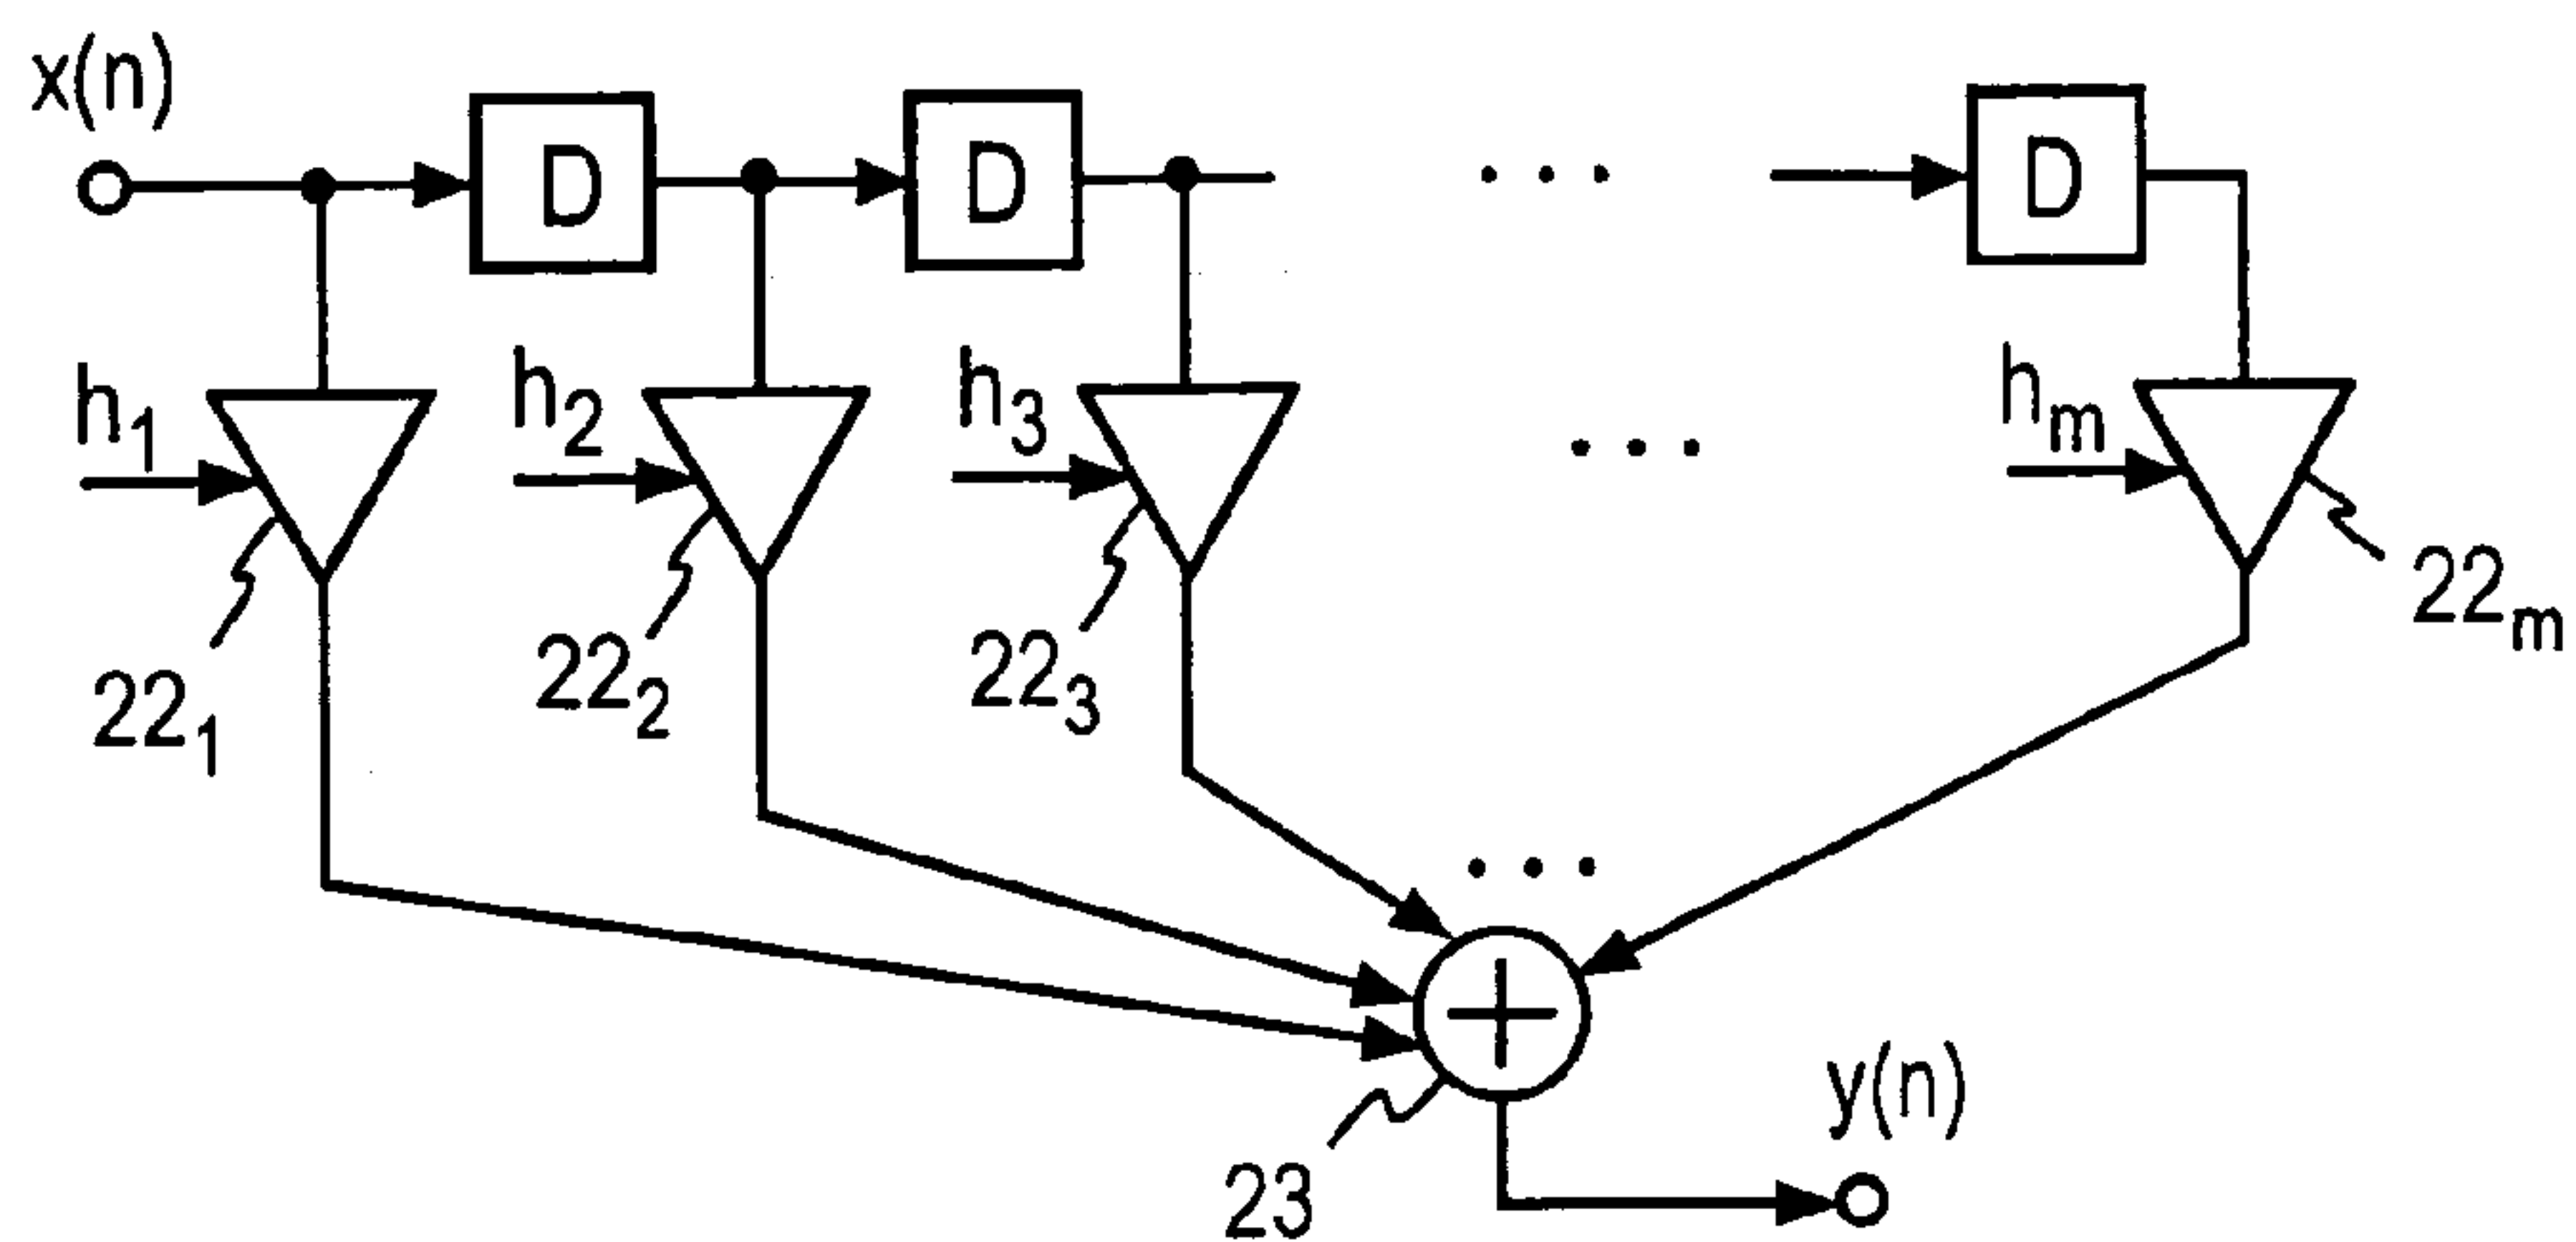 x(n)
D
D
. . .
D
h1
h2
h3
. . .
hm
221
222
223
22m
. . .
23
y(n)